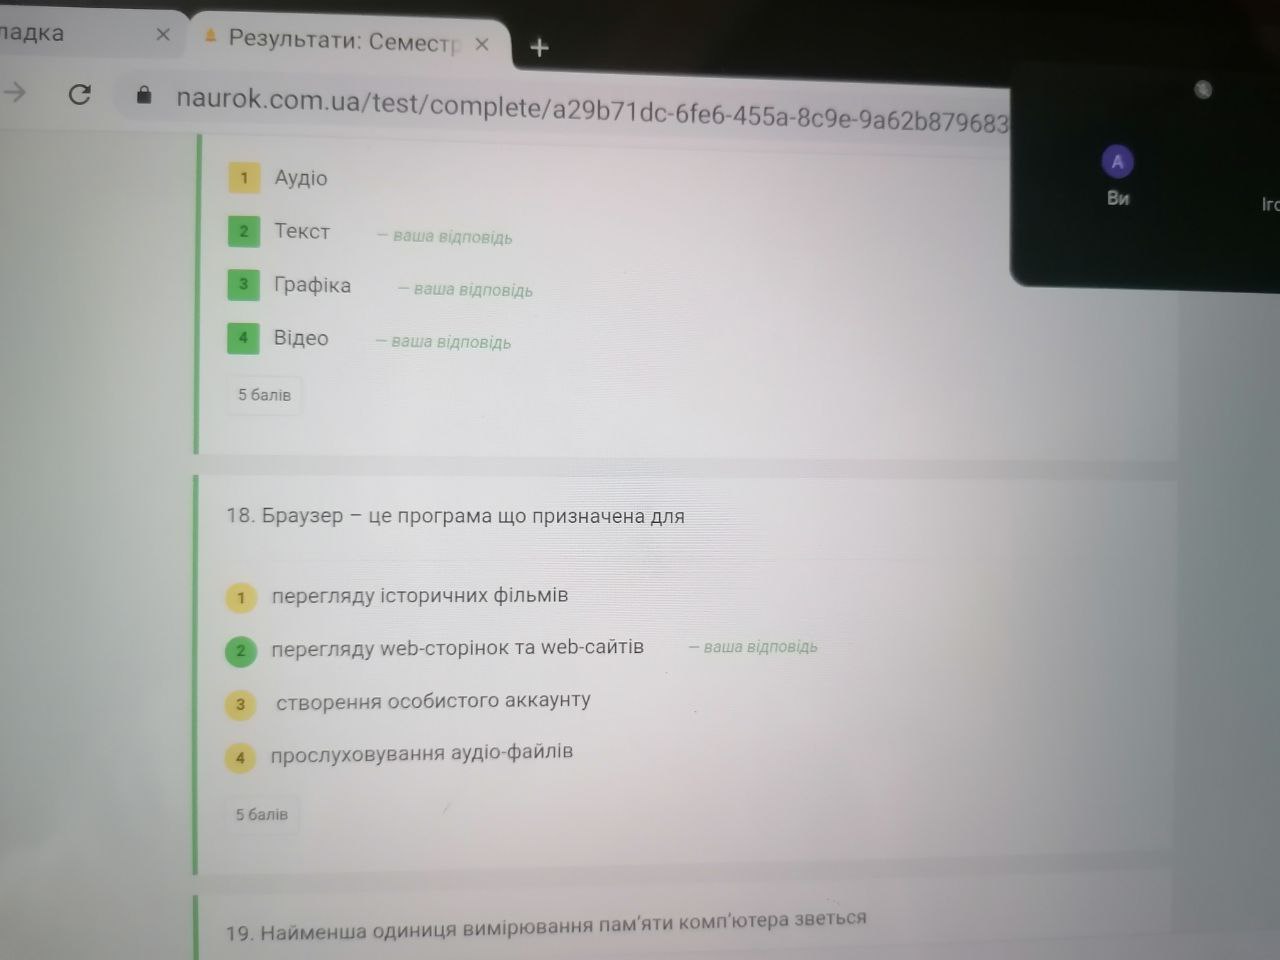 ладка
Результати: Семестр
naurok.com.ua/test/complete/a29b71dc-6fe6-455a-8c9e-9a62b879683
А
Ви
Іго
1 Аудіо
2 Текст — ваша відповідь
3 Графіка — ваша відповідь
4 Відео — ваша відповідь
5 балів
18. Браузер – це програма що призначена для
1 перегляду історичних фільмів
2 перегляду web-сторінок та web-сайтів — ваша відповідь
3 створення особистого аккаунту
4 прослуховування аудіо-файлів
5 балів
19. Найменша одиниця вимірювання пам’яти комп’ютера зветься